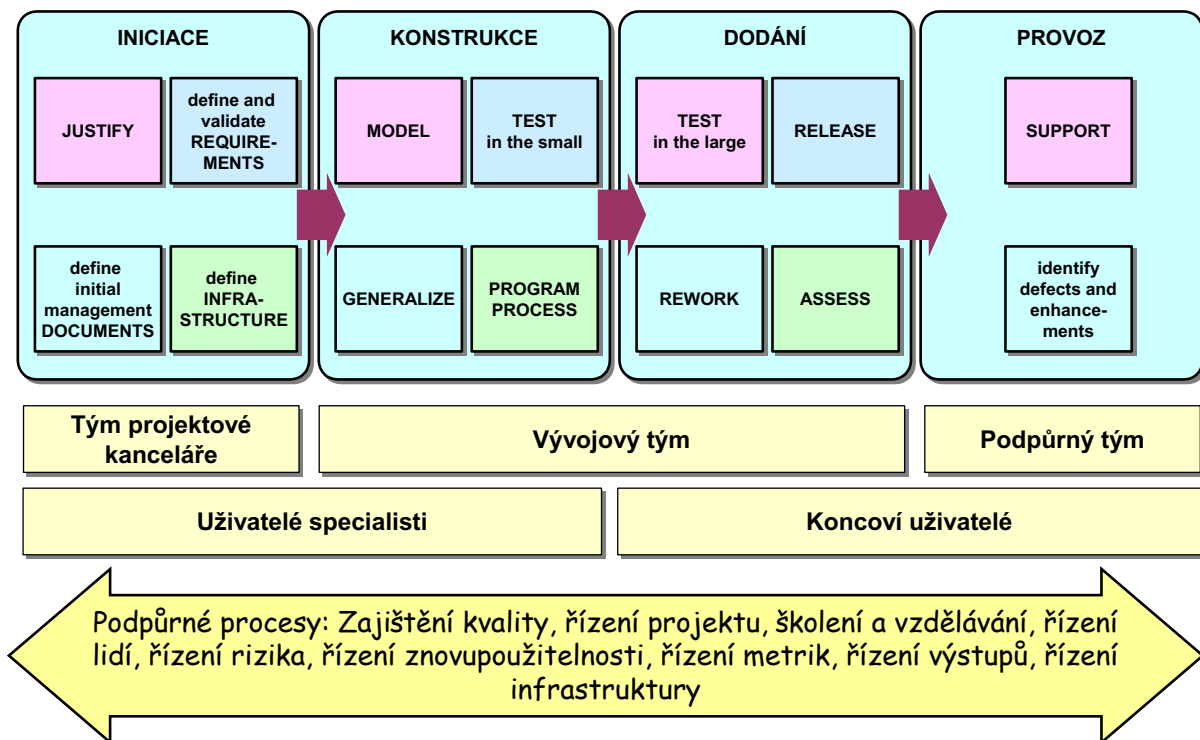 INICIACE
JUSTIFY
define and
validate
REQUIRE-
MENTS
define
initial
management
DOCUMENTS
define
INFRA-
STRUCTURE
KONSTRUKCE
MODEL
TEST
in the small
GENERALIZE
PROGRAM
PROCESS
DODÁNÍ
TEST
in the large
RELEASE
REWORK
ASSESS
PROVOZ
SUPPORT
identify
defects and
enhance-
ments
Tým projektové
kanceláře
Vývojový tým
Podpůrný tým
Uživatelé specialisti
Koncoví uživatelé
Podpůrné procesy: Zajištění kvality, řízení projektu, školení a vzdělávání, řízení
lidí, řízení rizika, řízení znovupoužitelnosti, řízení metrik, řízení výstupů, řízení
infrastruktury